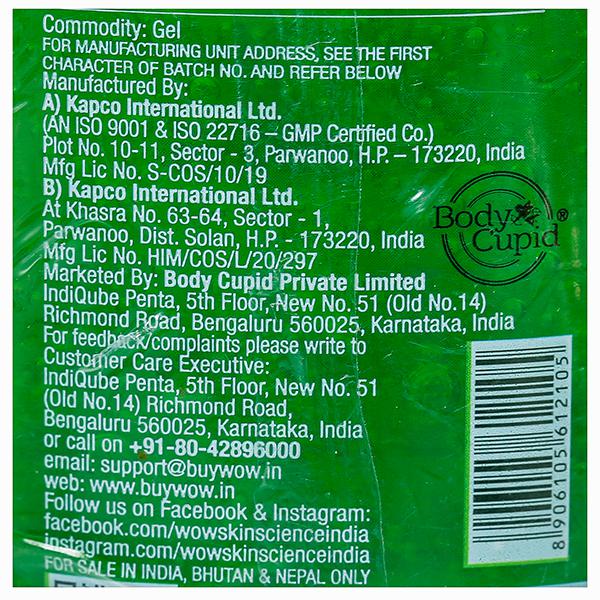 Commodity: Gel
FOR MANUFACTURING UNIT ADDRESS, SEE THE FIRST
CHARACTER OF BATCH NO. AND REFER BELOW
Manufactured By:
A) Kapco International Ltd.
(AN ISO 9001 & ISO 22716 – GMP Certified Co.)
Plot No. 10-11, Sector - 3, Parwanoo, H.P. – 173220, India
Mfg Lic No. S-COS/10/19
B) Kapco International Ltd.
At Khasra No. 63-64, Sector - 1,
Parwanoo, Dist. Solan, H.P. - 173220, India
Mfg Lic No. HIM/COS/L/20/297
Marketed By: Body Cupid Private Limited
IndiQube Penta, 5th Floor, New No. 51 (Old No.14)
Richmond Road, Bengaluru 560025, Karnataka, India
For feedback/complaints please write to
Customer Care Executive:
IndiQube Penta, 5th Floor, New No. 51
(Old No.14) Richmond Road,
Bengaluru 560025, Karnataka, India
or call on +91-80-42896000
email: support@buywow.in
web: www.buywow.in
Follow us on Facebook & Instagram:
facebook.com/wowskinscienceindia
instagram.com/wowskinscienceindia
FOR SALE IN INDIA, BHUTAN & NEPAL ONLY
Body
Cupid®
8906105612105